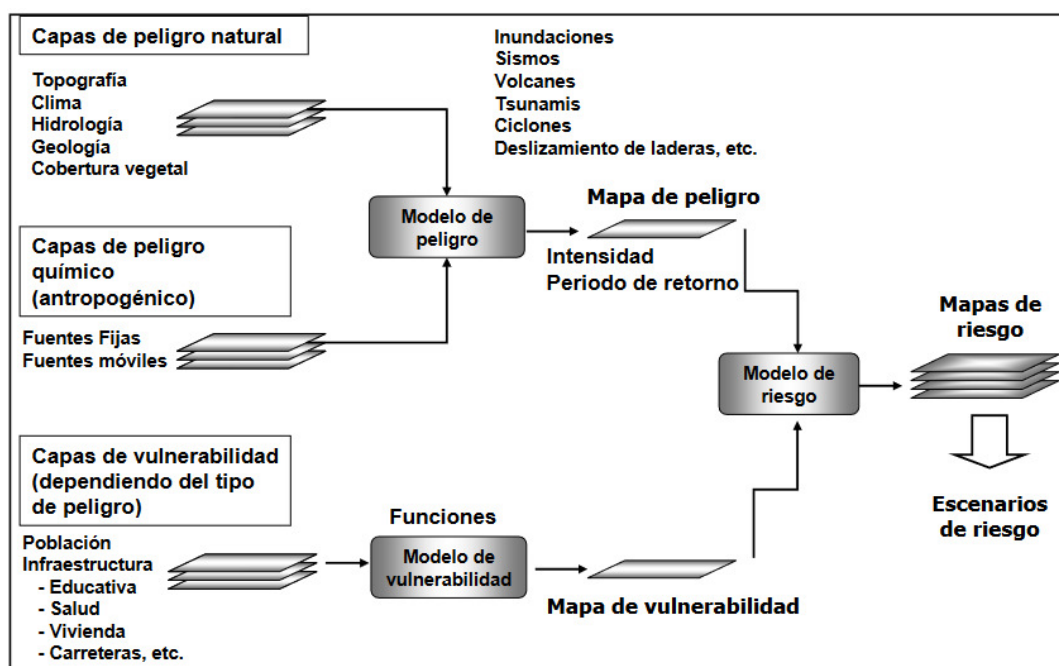 Capas de peligro natural
Topografía
Clima
Hidrología
Geología
Cobertura vegetal
Inundaciones
Sismos
Volcanes
Tsunamis
Ciclones
Deslizamiento de laderas, etc.
Modelo de
peligro
Mapa de peligro
Intensidad
Periodo de retorno
Capas de peligro
químico
(antropogénico)
Fuentes Fijas
Fuentes móviles
Modelo de
riesgo
Mapas de
riesgo
Escenarios
de riesgo
Capas de vulnerabilidad
(dependiendo del tipo
de peligro)
Población
Infraestructura
- Educativa
- Salud
- Vivienda
- Carreteras, etc.
Funciones
Modelo de
vulnerabilidad
Mapa de vulnerabilidad